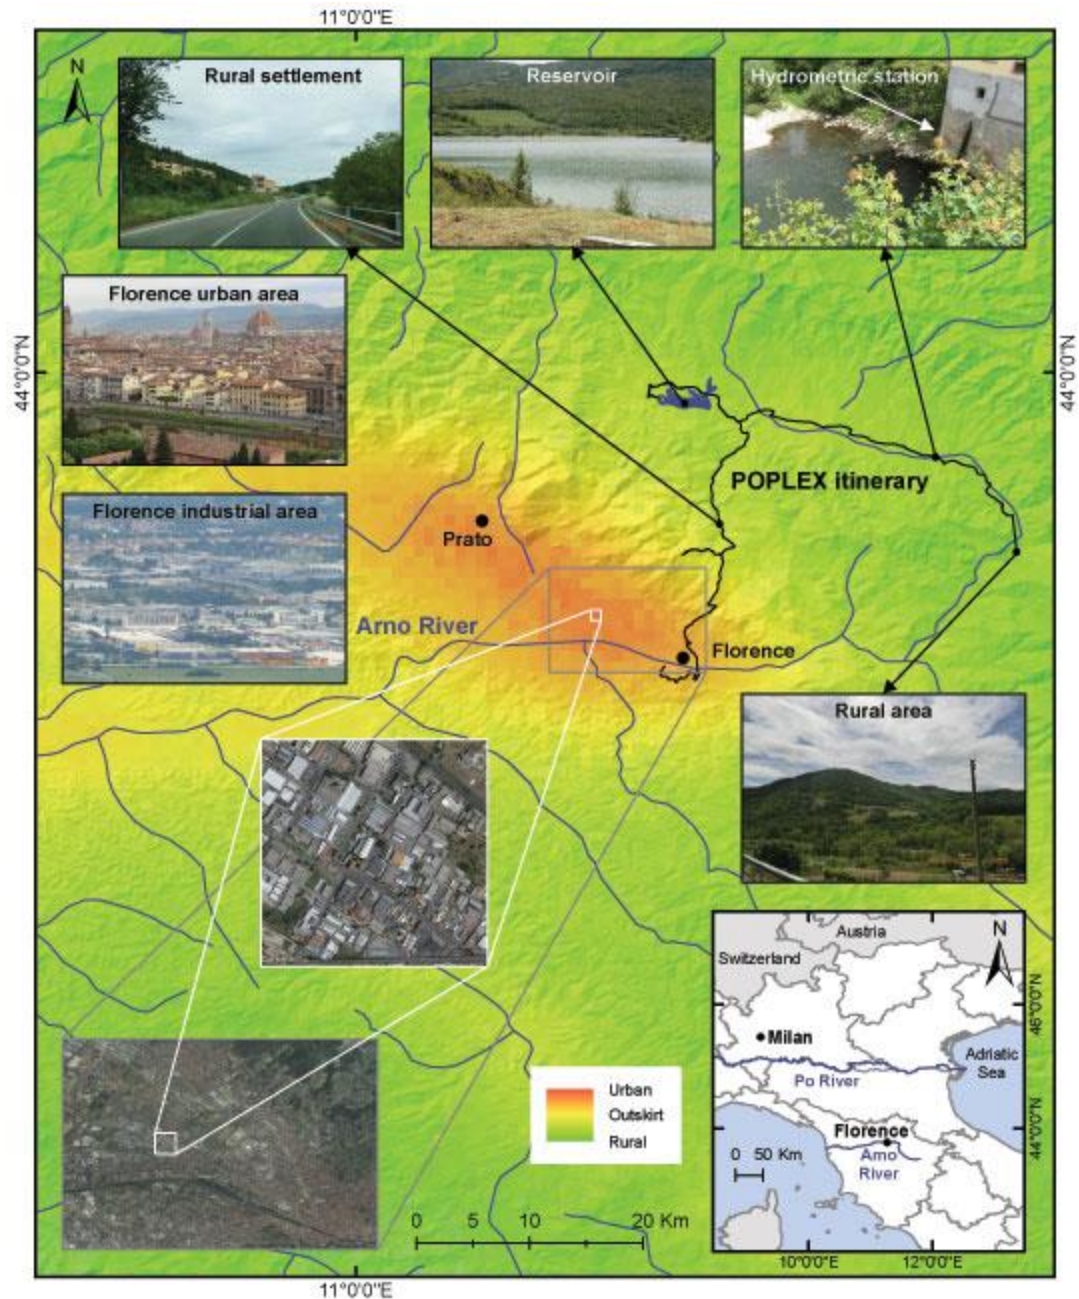 11°0'0"E
N
Rural settlement
Reservoir
Hydrometric station
Florence urban area
44°0'0"N
44°0'0"N
POPLEX itinerary
Florence industrial area
Prato
Arno River
Florence
Rural area
Austria
N
Switzerland
46°0'0"N
Milan
Adriatic
Sea
Po River
Urban
Outskirt
Rural
Florence
44°0'0"N
0 50 Km
Arno
River
0 5 10 20 Km
10°0'0"E
12°0'0"E
11°0'0"E